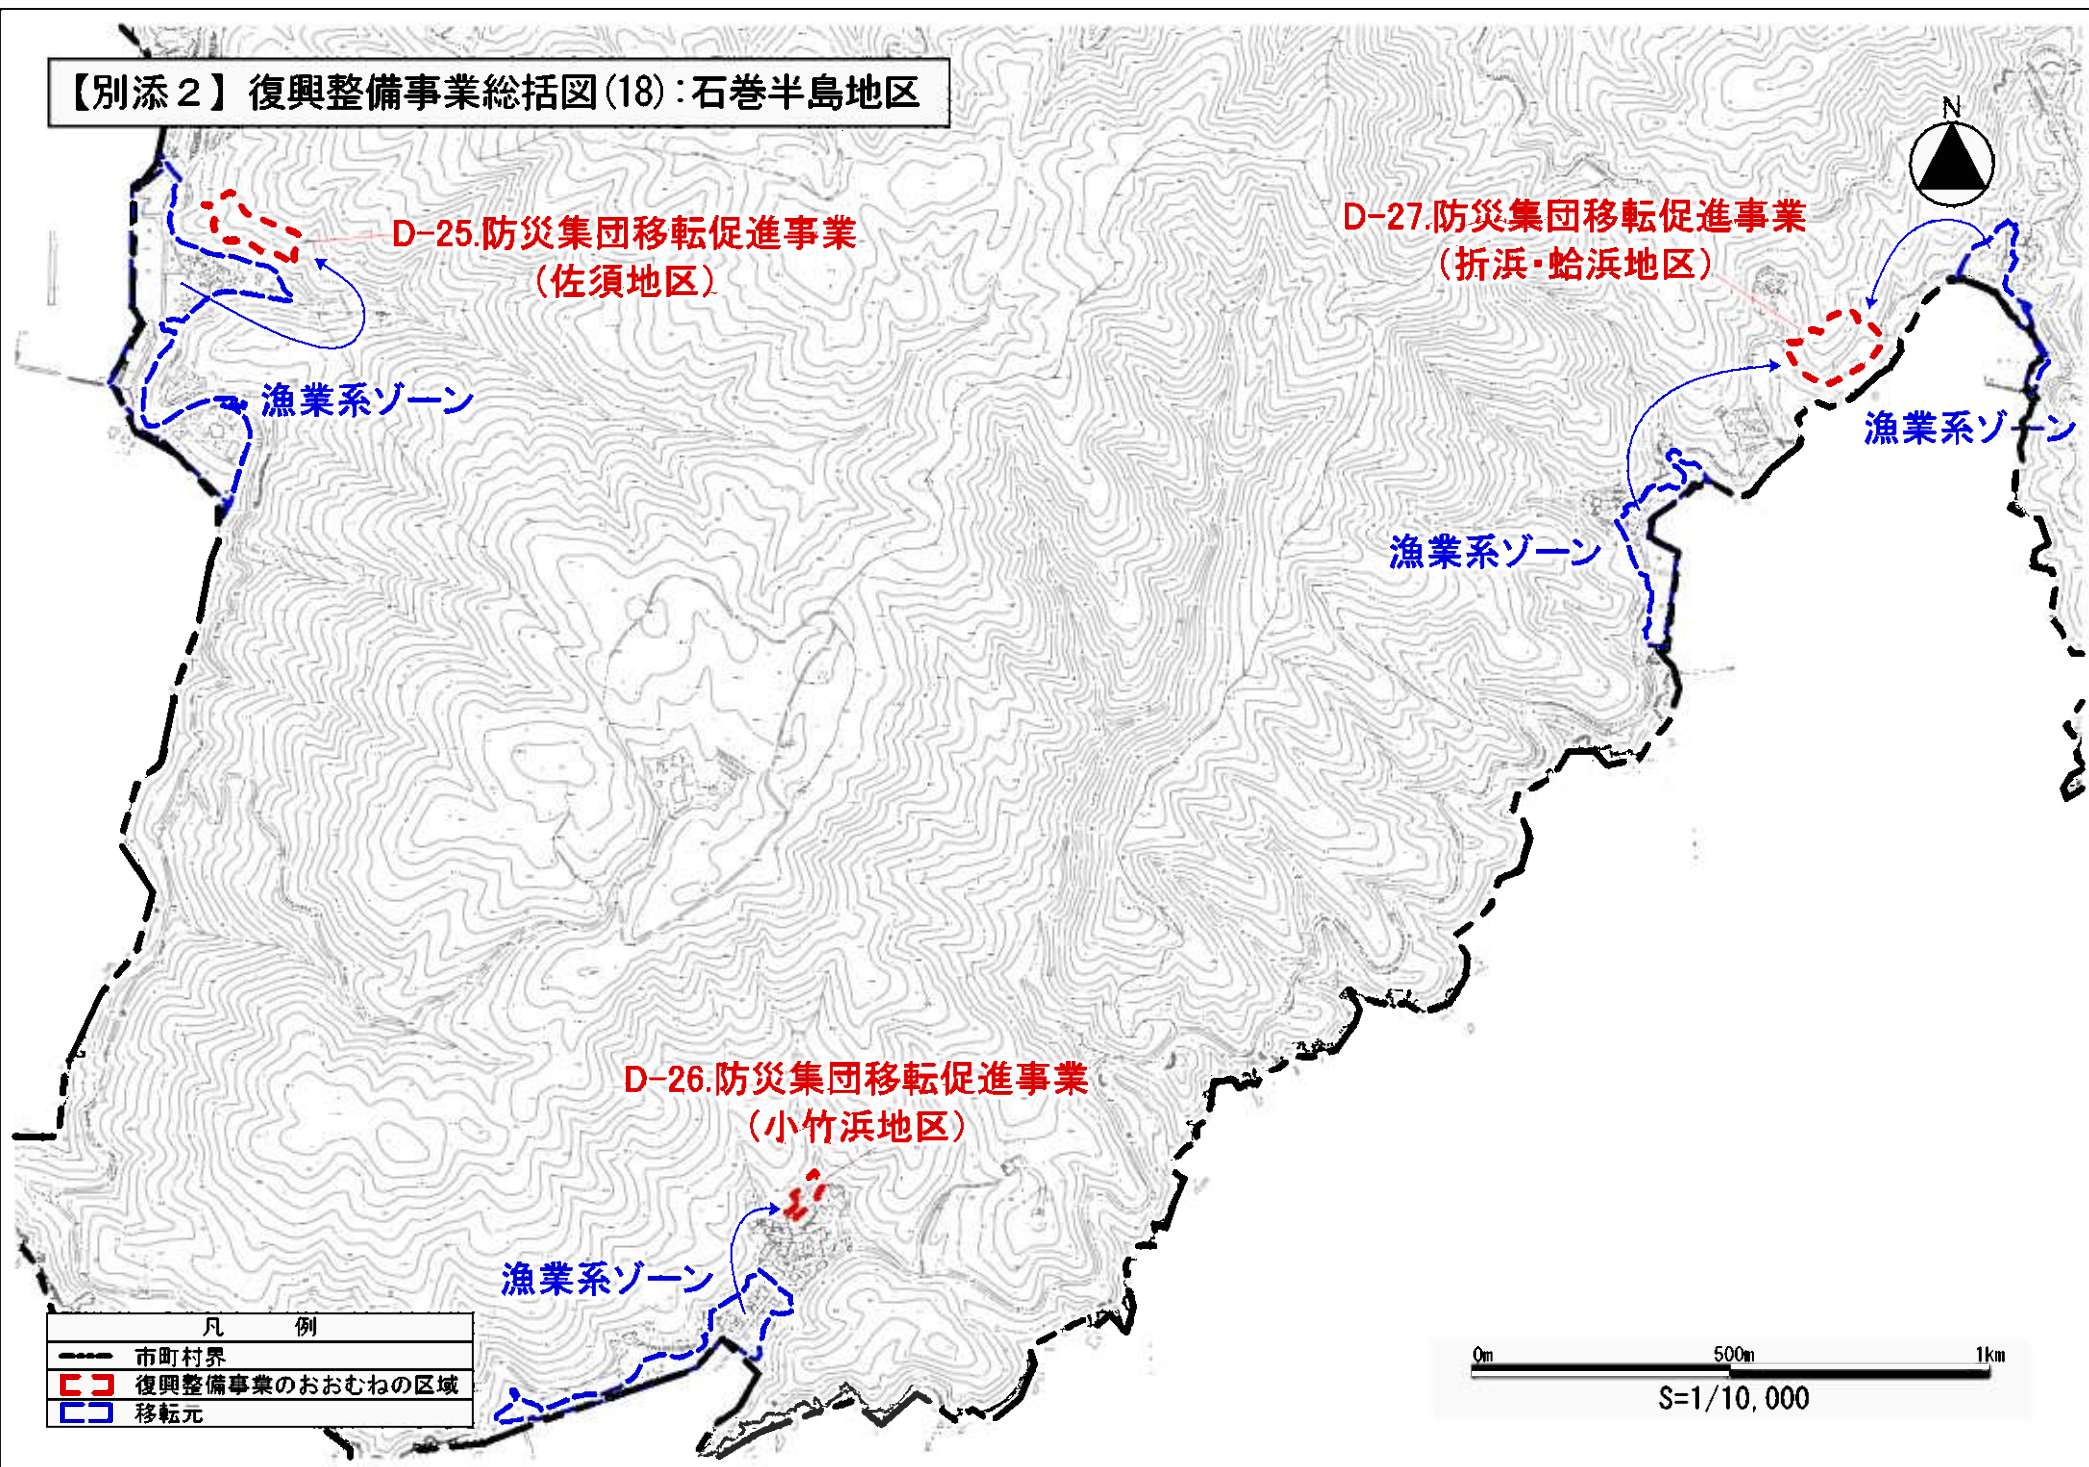 【別添２】復興整備事業総括図(18):石巻半島地区
N
D-25.防災集団移転促進事業
(佐須地区)
D-27.防災集団移転促進事業
(折浜・蛤浜地区)
漁業系ゾーン
漁業系ゾーン
漁業系ゾーン
D-26.防災集団移転促進事業
(小竹浜地区)
漁業系ゾーン
凡 例
市町村界
復興整備事業のおおむねの区域
移転元
0m 500m 1km
S=1/10,000